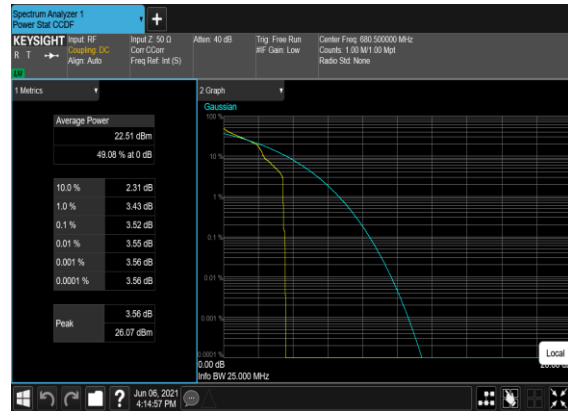 Spectrum Analyzer 1
Power Stat CCDF
KEYSIGHT
R T
LW
Input: RF
Coupling: DC
Align: Auto
Input Z: 50 Ω
Corr CCorr
Freq Ref: Int (S)
Atten: 40 dB
Trig: Free Run
#IF Gain: Low
Center Freq: 680.500000 MHz
Counts: 1.00 M/1.00 Mpt
Radio Std: None
1 Metrics
Average Power
22.51 dBm
49.08 % at 0 dB
10.0 % 2.31 dB
1.0 % 3.43 dB
0.1 % 3.52 dB
0.01 % 3.55 dB
0.001 % 3.56 dB
0.0001 % 3.56 dB
Peak
3.56 dB
26.07 dBm
2 Graph
Gaussian
100 %
10 %
1 %
0.1 %
0.01 %
0.001 %
0.0001 %
0.00 dB
Info BW 25.000 MHz
Local
?
Jun 06, 2021
4:14:57 PM